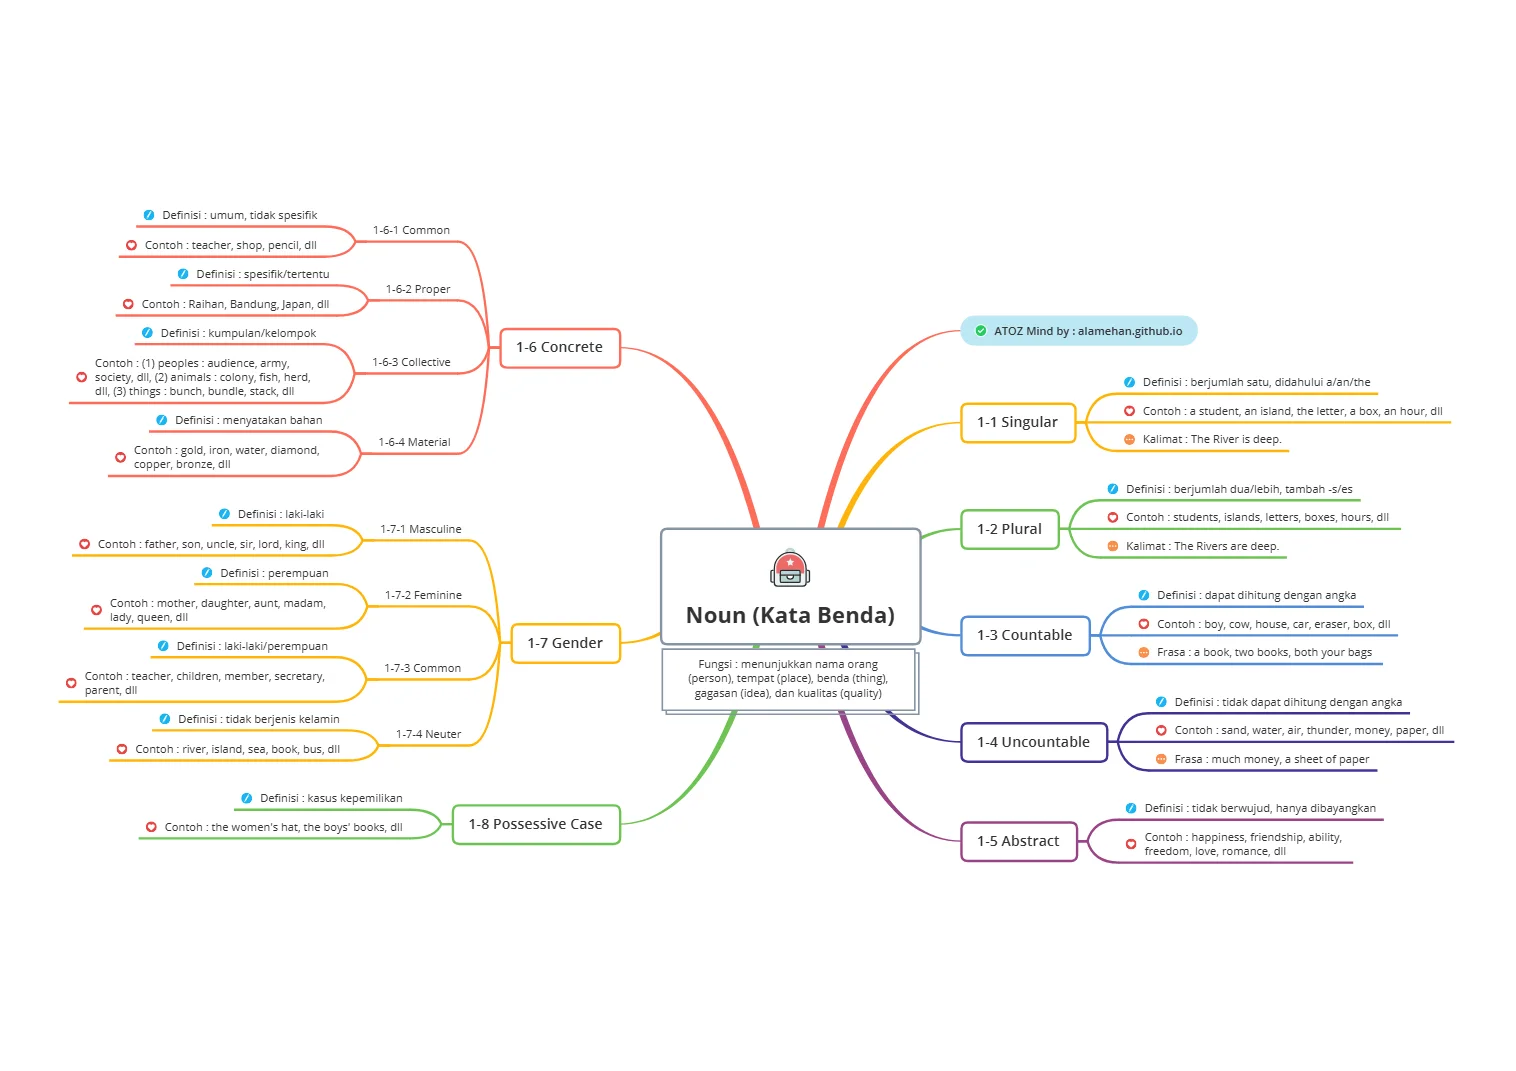 Noun (Kata Benda)
Fungsi : menunjukkan nama orang
(person), tempat (place), benda (thing),
gagasan (idea), dan kualitas (quality)
ATOZ Mind by : alamehan.github.io
1-1 Singular
Definisi : berjumlah satu, didahului a/an/the
Contoh : a student, an island, the letter, a box, an hour, dll
Kalimat : The River is deep.
1-2 Plural
Definisi : berjumlah dua/lebih, tambah -s/es
Contoh : students, islands, letters, boxes, hours, dll
Kalimat : The Rivers are deep.
1-3 Countable
Definisi : dapat dihitung dengan angka
Contoh : boy, cow, house, car, eraser, box, dll
Frasa : a book, two books, both your bags
1-4 Uncountable
Definisi : tidak dapat dihitung dengan angka
Contoh : sand, water, air, thunder, money, paper, dll
Frasa : much money, a sheet of paper
1-5 Abstract
Definisi : tidak berwujud, hanya dibayangkan
Contoh : happiness, friendship, ability,
freedom, love, romance, dll
1-6 Concrete
1-6-1 Common
Definisi : umum, tidak spesifik
Contoh : teacher, shop, pencil, dll
1-6-2 Proper
Definisi : spesifik/tertentu
Contoh : Raihan, Bandung, Japan, dll
1-6-3 Collective
Definisi : kumpulan/kelompok
Contoh : (1) peoples : audience, army,
society, dll, (2) animals : colony, fish, herd,
dll, (3) things : bunch, bundle, stack, dll
1-6-4 Material
Definisi : menyatakan bahan
Contoh : gold, iron, water, diamond,
copper, bronze, dll
1-7 Gender
1-7-1 Masculine
Definisi : laki-laki
Contoh : father, son, uncle, sir, lord, king, dll
1-7-2 Feminine
Definisi : perempuan
Contoh : mother, daughter, aunt, madam,
lady, queen, dll
1-7-3 Common
Definisi : laki-laki/perempuan
Contoh : teacher, children, member, secretary,
parent, dll
1-7-4 Neuter
Definisi : tidak berjenis kelamin
Contoh : river, island, sea, book, bus, dll
1-8 Possessive Case
Definisi : kasus kepemilikan
Contoh : the women's hat, the boys' books, dll